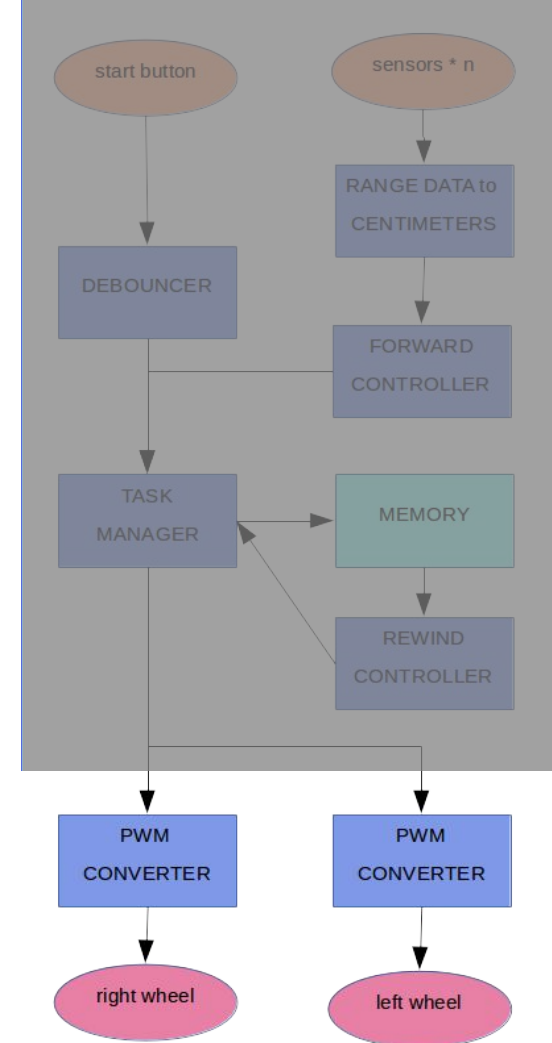 start button
sensors * n
RANGE DATA to
CENTIMETERS
DEBOUNCER
FORWARD
CONTROLLER
TASK
MANAGER
MEMORY
REWIND
CONTROLLER
PWM
CONVERTER
PWM
CONVERTER
right wheel
left wheel